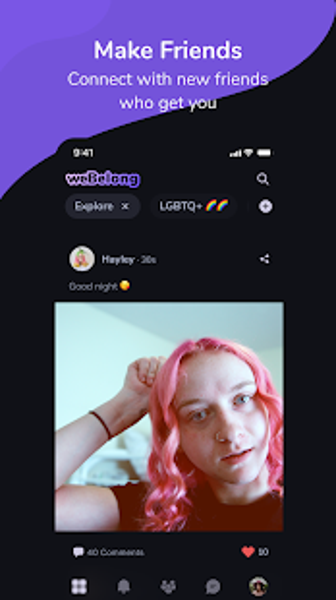 Make Friends
Connect with new friends
who get you
9:41
weBelong
Explore ×
LGBTQ+ 🏳️‍🌈🏳️‍🌈
Hayley · 30s
Good night 😴
40 Comments
10